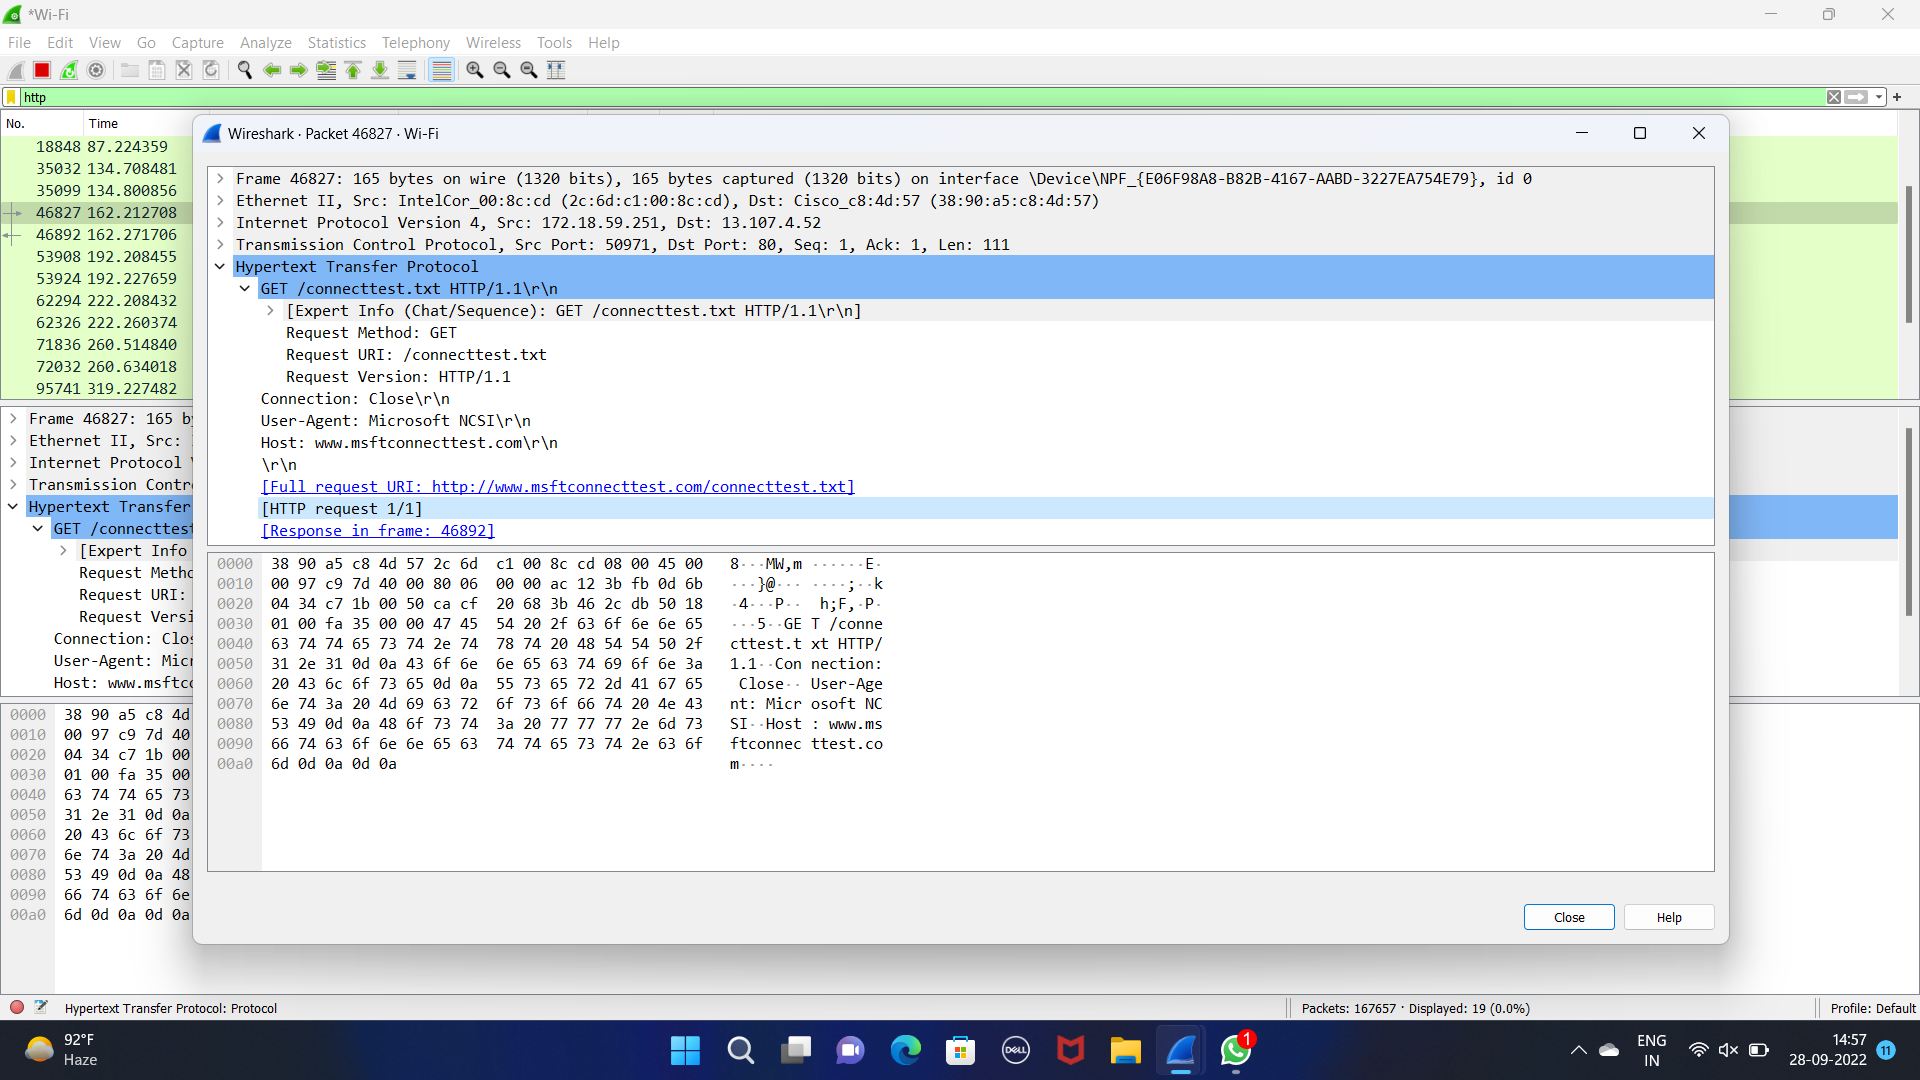 *Wi-Fi
File Edit View Go Capture Analyze Statistics Telephony Wireless Tools Help
http
No. Time
18848 87.224359
35032 134.708481
35099 134.800856
46827 162.212708
46892 162.271706
53908 192.208455
53924 192.227659
62294 222.208432
62326 222.260374
71836 260.514840
72032 260.634018
95741 319.227482
Frame 46827: 165 by
Ethernet II, Src:
Internet Protocol
Transmission Contr
Hypertext Transfer
GET /connecttest
[Expert Info
Request Metho
Request URI:
Request Versi
Connection: Clos
User-Agent: Micr
Host: www.msftco
0000 38 90 a5 c8 4d
0010 00 97 c9 7d 40
0020 04 34 c7 1b 00
0030 01 00 fa 35 00
0040 63 74 74 65 73
0050 31 2e 31 0d 0a
0060 20 43 6c 6f 73
0070 6e 74 3a 20 4d
0080 53 49 0d 0a 48
0090 66 74 63 6f 6e
00a0 6d 0d 0a 0d 0a
Wireshark · Packet 46827 · Wi-Fi
Frame 46827: 165 bytes on wire (1320 bits), 165 bytes captured (1320 bits) on interface \Device\NPF_{E06F98A8-B82B-4167-AABD-3227EA754E79}, id 0
Ethernet II, Src: IntelCor_00:8c:cd (2c:6d:c1:00:8c:cd), Dst: Cisco_c8:4d:57 (38:90:a5:c8:4d:57)
Internet Protocol Version 4, Src: 172.18.59.251, Dst: 13.107.4.52
Transmission Control Protocol, Src Port: 50971, Dst Port: 80, Seq: 1, Ack: 1, Len: 111
Hypertext Transfer Protocol
GET /connecttest.txt HTTP/1.1\r\n
[Expert Info (Chat/Sequence): GET /connecttest.txt HTTP/1.1\r\n]
Request Method: GET
Request URI: /connecttest.txt
Request Version: HTTP/1.1
Connection: Close\r\n
User-Agent: Microsoft NCSI\r\n
Host: www.msftconnecttest.com\r\n
\r\n
[Full request URI: http://www.msftconnecttest.com/connecttest.txt]
[HTTP request 1/1]
[Response in frame: 46892]
0000 38 90 a5 c8 4d 57 2c 6d c1 00 8c cd 08 00 45 00 8···MW,m ······E·
0010 00 97 c9 7d 40 00 80 06 00 00 ac 12 3b fb 0d 6b ···}@··· ····;··k
0020 04 34 c7 1b 00 50 ca cf 20 68 3b 46 2c db 50 18 ·4···P·· h;F,·P·
0030 01 00 fa 35 00 00 47 45 54 20 2f 63 6f 6e 6e 65 ···5··GE T /conne
0040 63 74 74 65 73 74 2e 74 78 74 20 48 54 54 50 2f cttest.t xt HTTP/
0050 31 2e 31 0d 0a 43 6f 6e 6e 65 63 74 69 6f 6e 3a 1.1··Con nection:
0060 20 43 6c 6f 73 65 0d 0a 55 73 65 72 2d 41 67 65 Close·· User-Age
0070 6e 74 3a 20 4d 69 63 72 6f 73 6f 66 74 20 4e 43 nt: Micr osoft NC
0080 53 49 0d 0a 48 6f 73 74 3a 20 77 77 77 2e 6d 73 SI··Host : www.ms
0090 66 74 63 6f 6e 6e 65 63 74 74 65 73 74 2e 63 6f ftconnec ttest.co
00a0 6d 0d 0a 0d 0a m····
Close Help
Hypertext Transfer Protocol: Protocol
Packets: 167657 · Displayed: 19 (0.0%)
Profile: Default
92°F
Haze
DELL
1
ENG
IN
14:57
28-09-2022
11